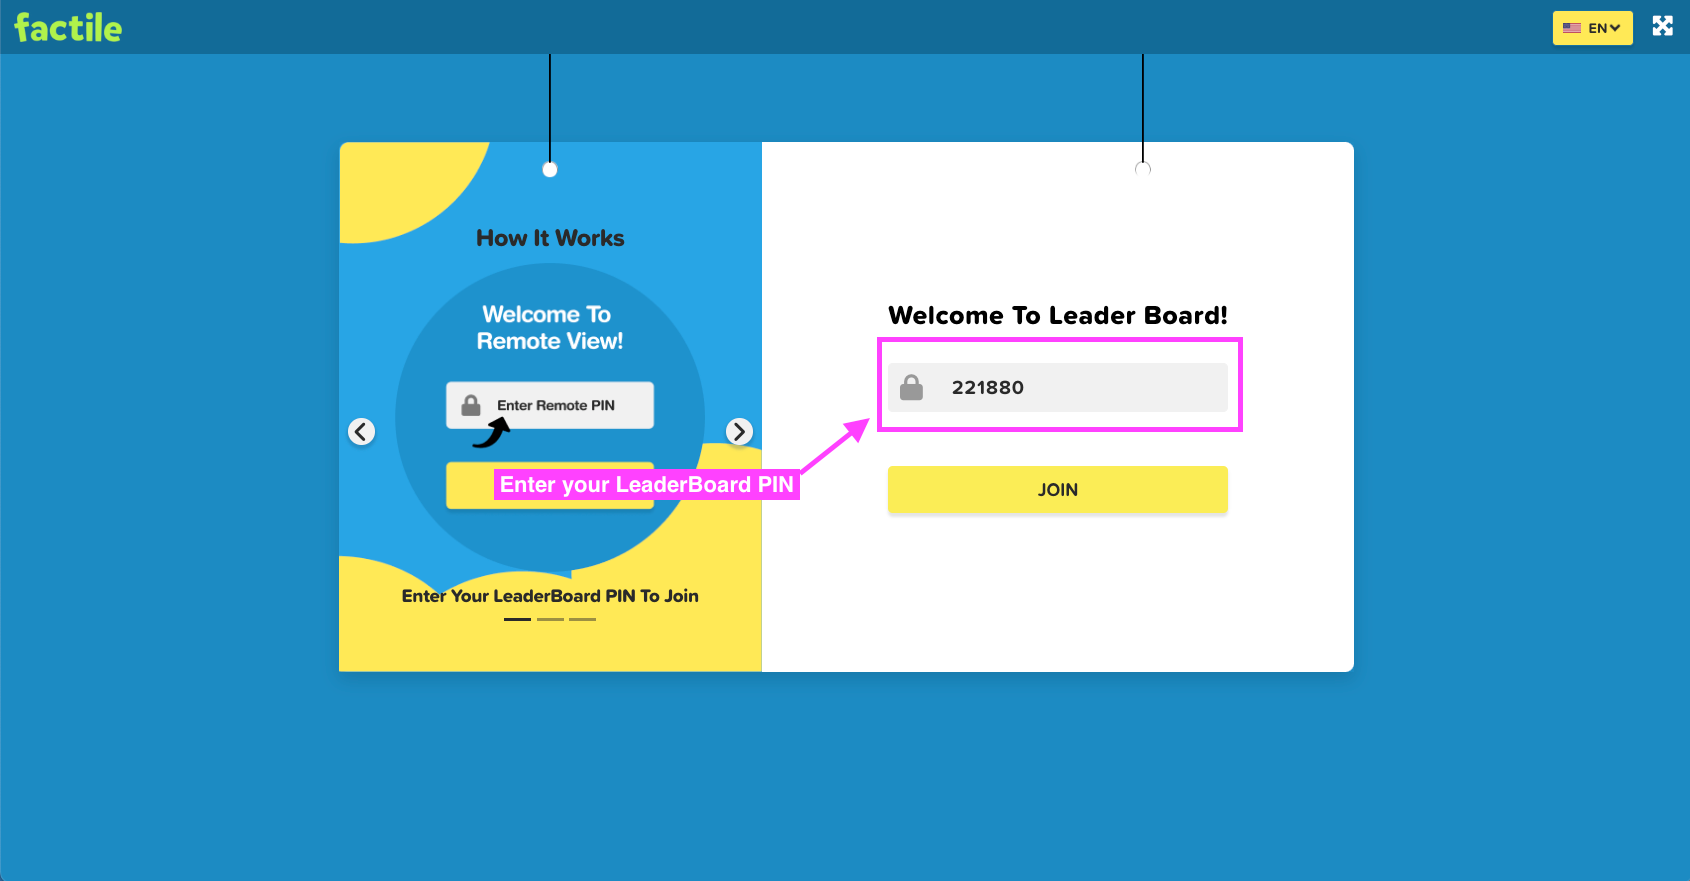 factile
EN
How It Works
Welcome To
Remote View!
Enter Remote PIN
Enter your LeaderBoard PIN
Enter Your LeaderBoard PIN To Join
Welcome To Leader Board!
221880
JOIN